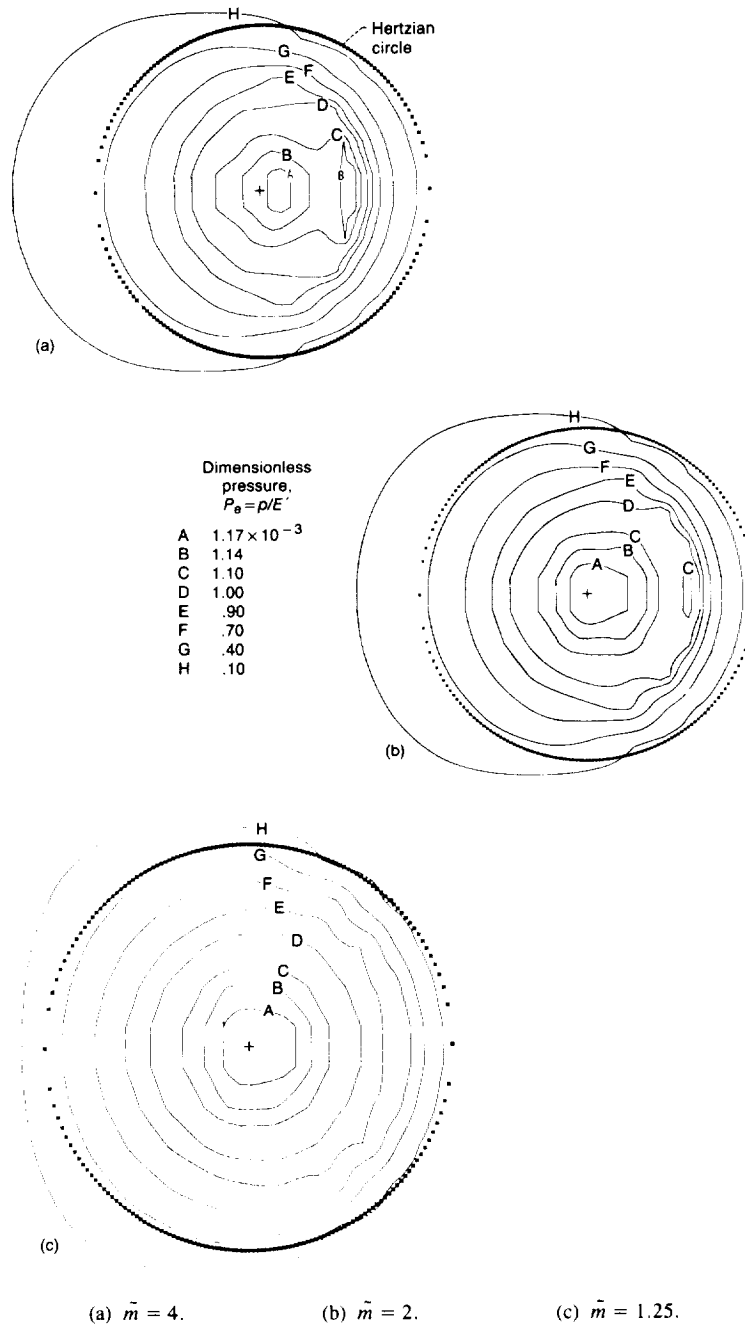 H
Hertzian
circle
G
F
E
D
C
B
A
B
(a)
H
G
F
E
D
C
B
A
C
(b)
Dimensionless
pressure,
Pe = p/E′
A 1.17 × 10⁻³
B 1.14
C 1.10
D 1.00
E .90
F .70
G .40
H .10
H
G
F
E
D
C
B
A
(c)
(a) m̃ = 4. (b) m̃ = 2. (c) m̃ = 1.25.